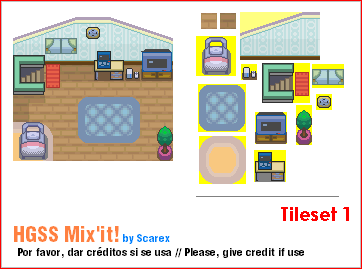 Tileset 1
HGSS Mix'it! by Scarex
Por favor, dar créditos si se usa // Please, give credit if use